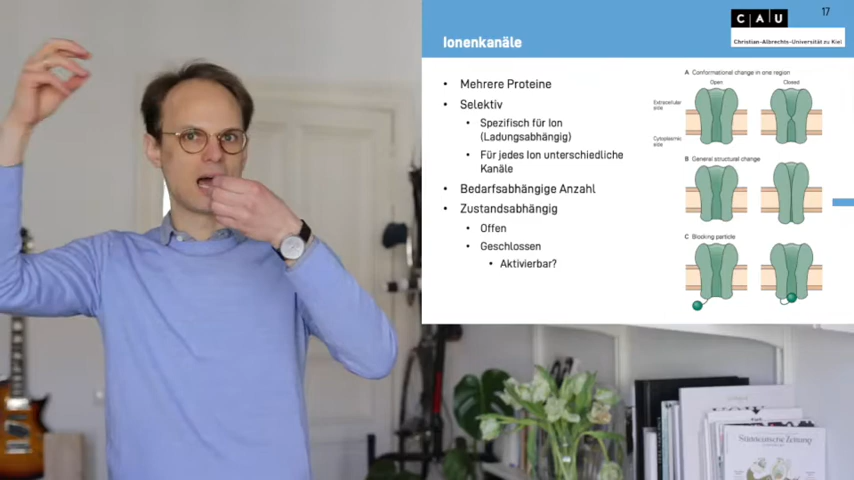 17
C A U
Christian-Albrechts-Universität zu Kiel
Ionenkanäle
• Mehrere Proteine
• Selektiv
• Spezifisch für Ion
(Ladungsabhängig)
• Für jedes Ion unterschiedliche
Kanäle
• Bedarfsabhängige Anzahl
• Zustandsabhängig
• Offen
• Geschlossen
• Aktivierbar?
A Conformational change in one region
Open Closed
Extracellular
side
Cytoplasmic
side
B General structural change
C Blocking particle
Süddeutsche Zeitung